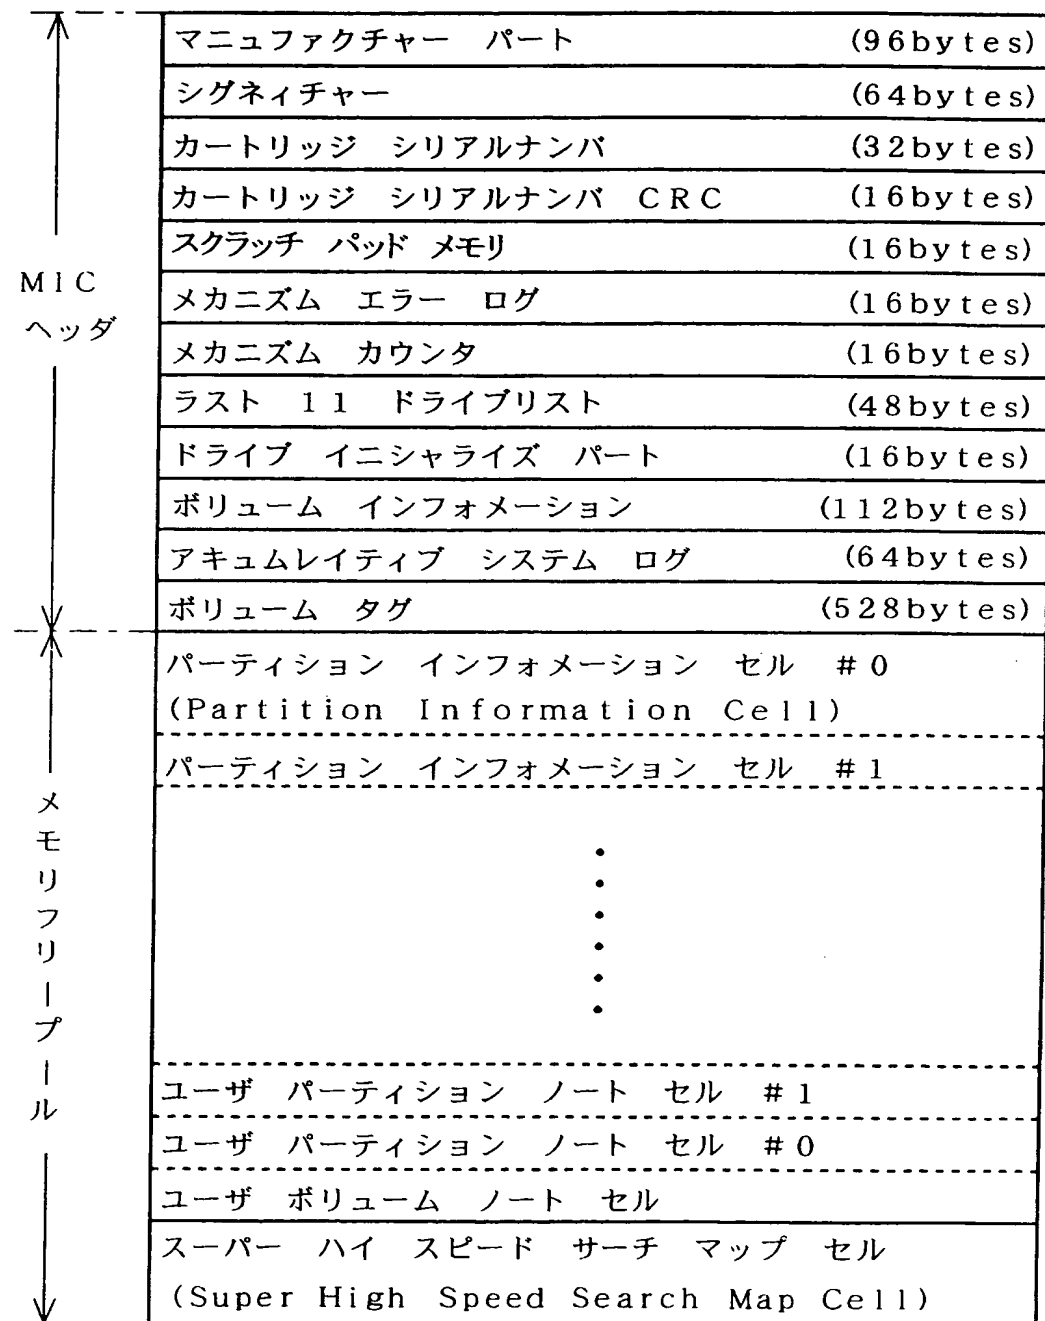 マニュファクチャー パート (96bytes)
シグネィチャー (64bytes)
カートリッジ シリアルナンバ (32bytes)
カートリッジ シリアルナンバ CRC (16bytes)
スクラッチ パッド メモリ (16bytes)
MIC
ヘッダ
メカニズム エラー ログ (16bytes)
メカニズム カウンタ (16bytes)
ラスト 11 ドライブリスト (48bytes)
ドライブ イニシャライズ パート (16bytes)
ボリューム インフォメーション (112bytes)
アキュムレイティブ システム ログ (64bytes)
ボリューム タグ (528bytes)
パーティション インフォメーション セル #0
(Partition Information Cell)
パーティション インフォメーション セル #1
メモリフリープール
ユーザ パーティション ノート セル #1
ユーザ パーティション ノート セル #0
ユーザ ボリューム ノート セル
スーパー ハイ スピード サーチ マップ セル
(Super High Speed Search Map Cell)